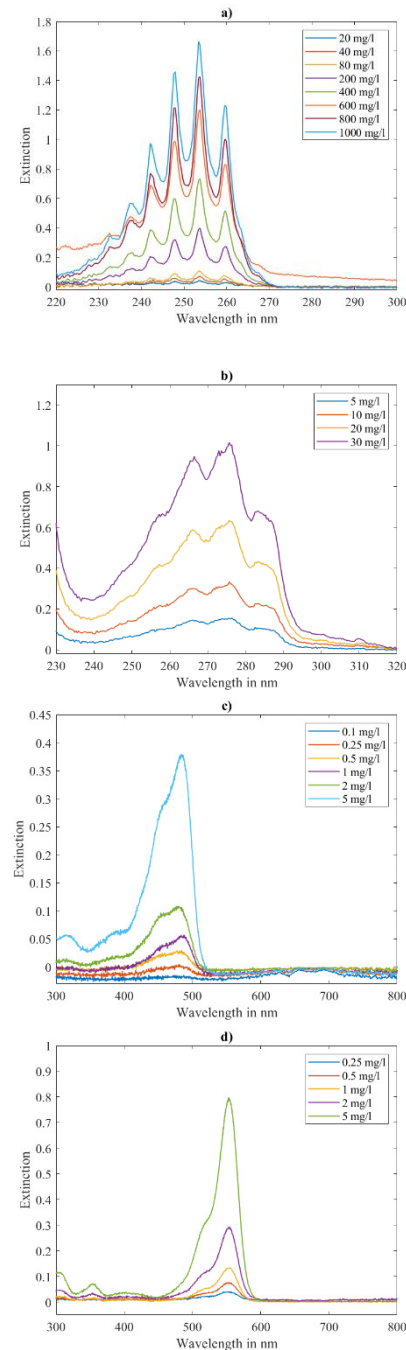 a)
1.8
1.6
1.4
1.2
1
0.8
0.6
0.4
0.2
0
Extinction
20 mg/l
40 mg/l
80 mg/l
200 mg/l
400 mg/l
600 mg/l
800 mg/l
1000 mg/l
220 230 240 250 260 270 280 290 300
Wavelength in nm
b)
1.2
1
0.8
0.6
0.4
0.2
0
Extinction
5 mg/l
10 mg/l
20 mg/l
30 mg/l
230 240 250 260 270 280 290 300 310 320
Wavelength in nm
c)
0.45
0.4
0.35
0.3
0.25
0.2
0.15
0.1
0.05
0
Extinction
0.1 mg/l
0.25 mg/l
0.5 mg/l
1 mg/l
2 mg/l
5 mg/l
300 400 500 600 700 800
Wavelength in nm
d)
1
0.9
0.8
0.7
0.6
0.5
0.4
0.3
0.2
0.1
0
Extinction
0.25 mg/l
0.5 mg/l
1 mg/l
2 mg/l
5 mg/l
300 400 500 600 700 800
Wavelength in nm